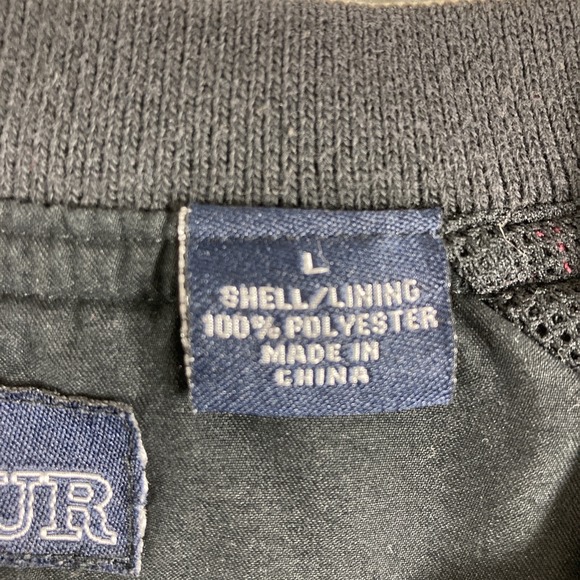 L
SHELL/LINING
100% POLYESTER
MADE IN
CHINA
UR